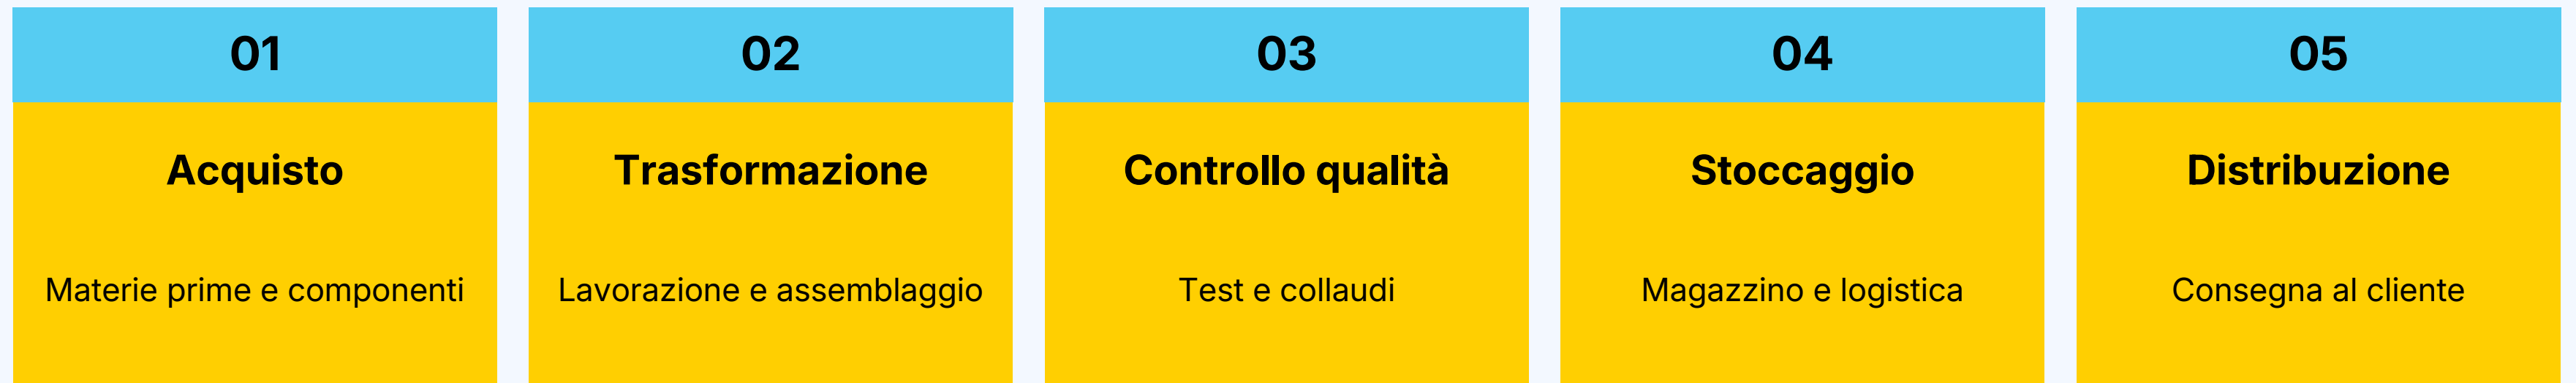 01
Acquisto
Materie prime e componenti
02
Trasformazione
Lavorazione e assemblaggio
03
Controllo qualità
Test e collaudi
04
Stoccaggio
Magazzino e logistica
05
Distribuzione
Consegna al cliente